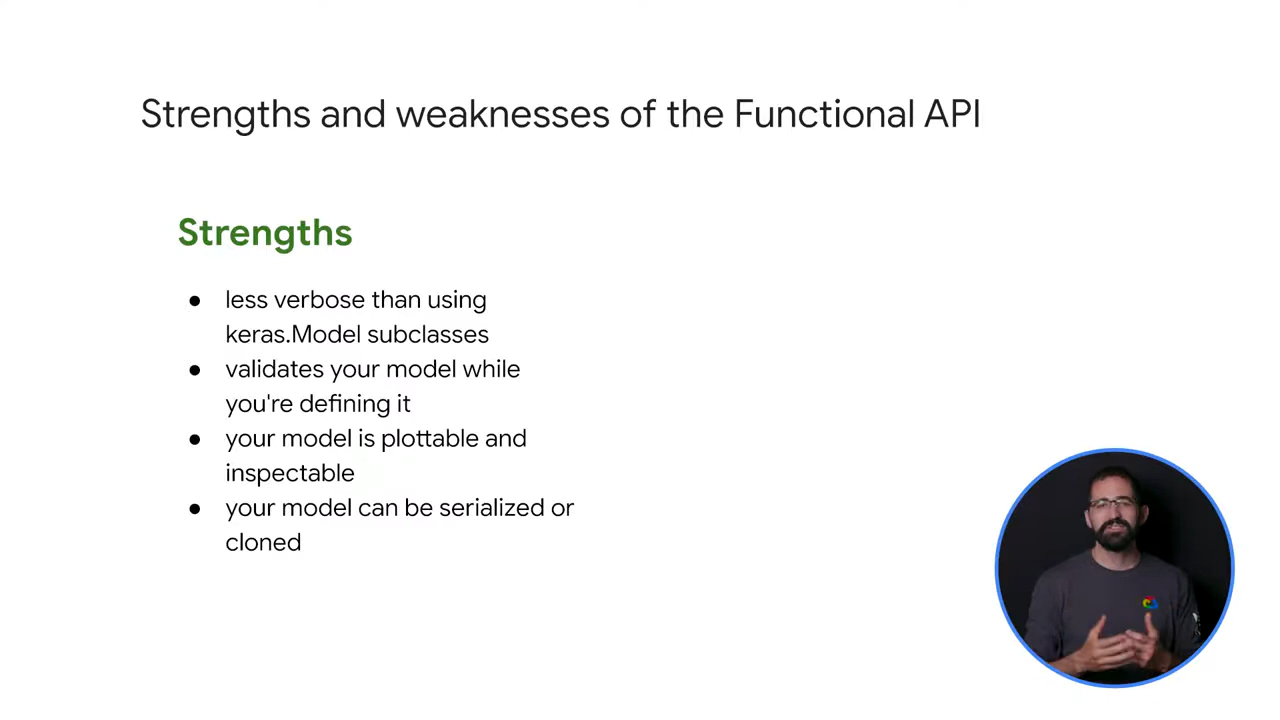 Strengths and weaknesses of the Functional API
Strengths
● less verbose than using
keras.Model subclasses
● validates your model while
you're defining it
● your model is plottable and
inspectable
● your model can be serialized or
cloned